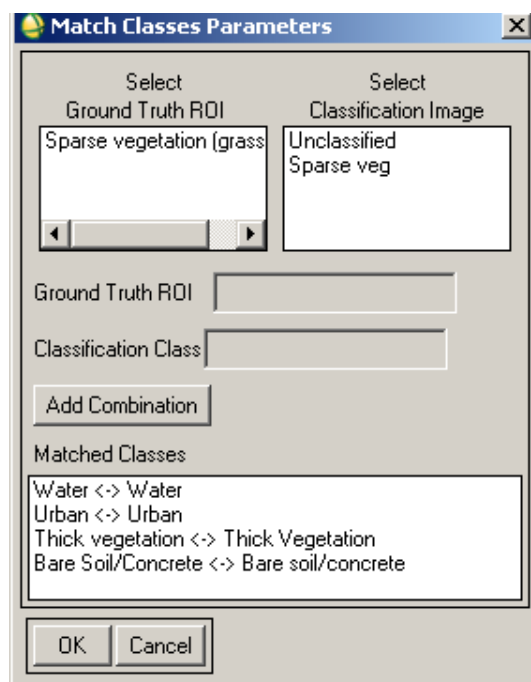 Match Classes Parameters
Select
Ground Truth ROI
Select
Classification Image
Sparse vegetation (grass
Unclassified
Sparse veg
Ground Truth ROI
Classification Class
Add Combination
Matched Classes
Water <-> Water
Urban <-> Urban
Thick vegetation <-> Thick Vegetation
Bare Soil/Concrete <-> Bare soil/concrete
OK Cancel